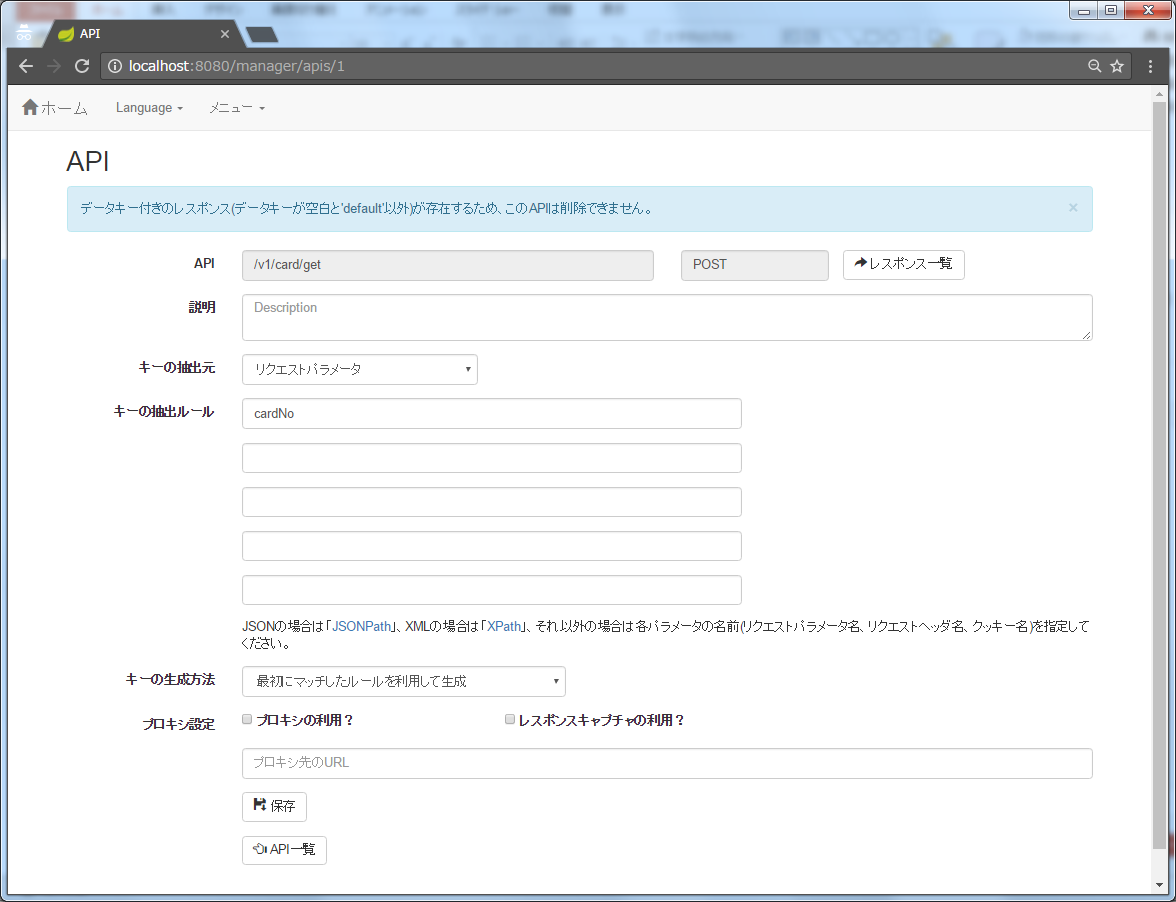 API
localhost:8080/manager/apis/1
ホーム Language メニュー
API
データキー付きのレスポンス(データキーが空白と'default'以外)が存在するため、このAPIは削除できません。 ×
API /v1/card/get POST レスポンス一覧
説明 Description
キーの抽出元 リクエストパラメータ
キーの抽出ルール cardNo
JSONの場合は「JSONPath」、XMLの場合は「XPath」、それ以外の場合は各パラメータの名前(リクエストパラメータ名、リクエストヘッダ名、クッキー名)を指定して
ください。
キーの生成方法 最初にマッチしたルールを利用して生成
プロキシ設定 プロキシの利用？ レスポンスキャプチャの利用？
プロキシ先のURL
保存
API一覧